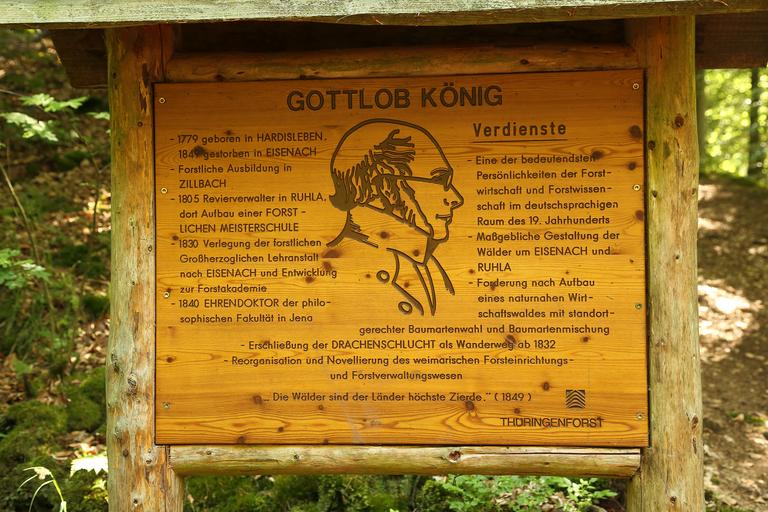 GOTTLOB KÖNIG
- 1779 geboren in HARDISLEBEN,
1849 gestorben in EISENACH
- Forstliche Ausbildung in
ZILLBACH
- 1805 Revierverwalter in RUHLA,
dort Aufbau einer FORST-
LICHEN MEISTERSCHULE
- 1830 Verlegung der forstlichen
Großherzoglichen Lehranstalt
nach EISENACH und Entwicklung
zur Forstakademie
- 1840 EHRENDOKTOR der philo-
sophischen Fakultät in Jena
Verdienste
- Eine der bedeutendsten
Persönlichkeiten der Forst-
wirtschaft und Forstwissen-
schaft im deutschsprachigen
Raum des 19. Jahrhunderts
- Maßgebliche Gestaltung der
Wälder um EISENACH und
RUHLA
- Forderung nach Aufbau
eines naturnahen Wirt-
schaftswaldes mit standort-
gerechter Baumartenwahl und Baumartenmischung
- Erschließung der DRACHENSCHLUCHT als Wanderweg ab 1832
- Reorganisation und Novellierung des weimarischen Forsteinrichtungs-
und Forstverwaltungswesen
„... Die Wälder sind der Länder höchste Zierde." ( 1849 )
THÜRINGENFORST